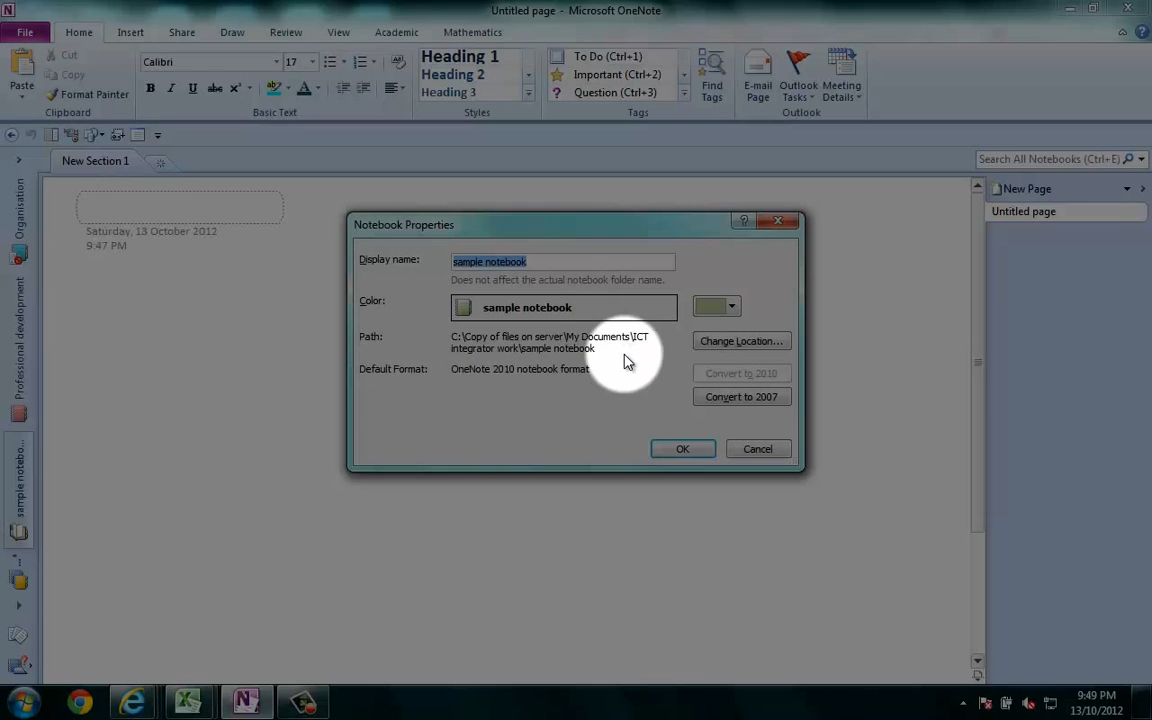 Untitled page - Microsoft OneNote
File Home Insert Share Draw Review View Academic Mathematics
Cut
Copy
Format Painter
Paste
Clipboard
Calibri 17
B I U abc x
A
Basic Text
Heading 1
Heading 2
Heading 3
Styles
To Do (Ctrl+1)
Important (Ctrl+2)
Question (Ctrl+3)
Find Tags
Tags
E-mail Page
Outlook Tasks
Meeting Details
Outlook
New Section 1
Search All Notebooks (Ctrl+E)
New Page
Untitled page
Organisation
Professional development
sample notebo...
Saturday, 13 October 2012
9:47 PM
Notebook Properties
Display name: sample notebook
Does not affect the actual notebook folder name.
Color: sample notebook
Path: C:\Copy of files on server\My Documents\ICT
integrator work\sample notebook
Change Location...
Default Format: OneNote 2010 notebook format
Convert to 2010
Convert to 2007
OK Cancel
9:49 PM
13/10/2012